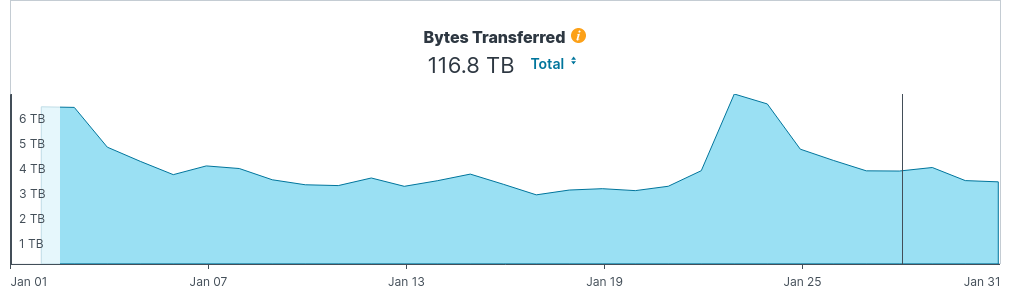 Bytes Transferred
116.8 TB Total
6 TB
5 TB
4 TB
3 TB
2 TB
1 TB
Jan 01 Jan 07 Jan 13 Jan 19 Jan 25 Jan 31